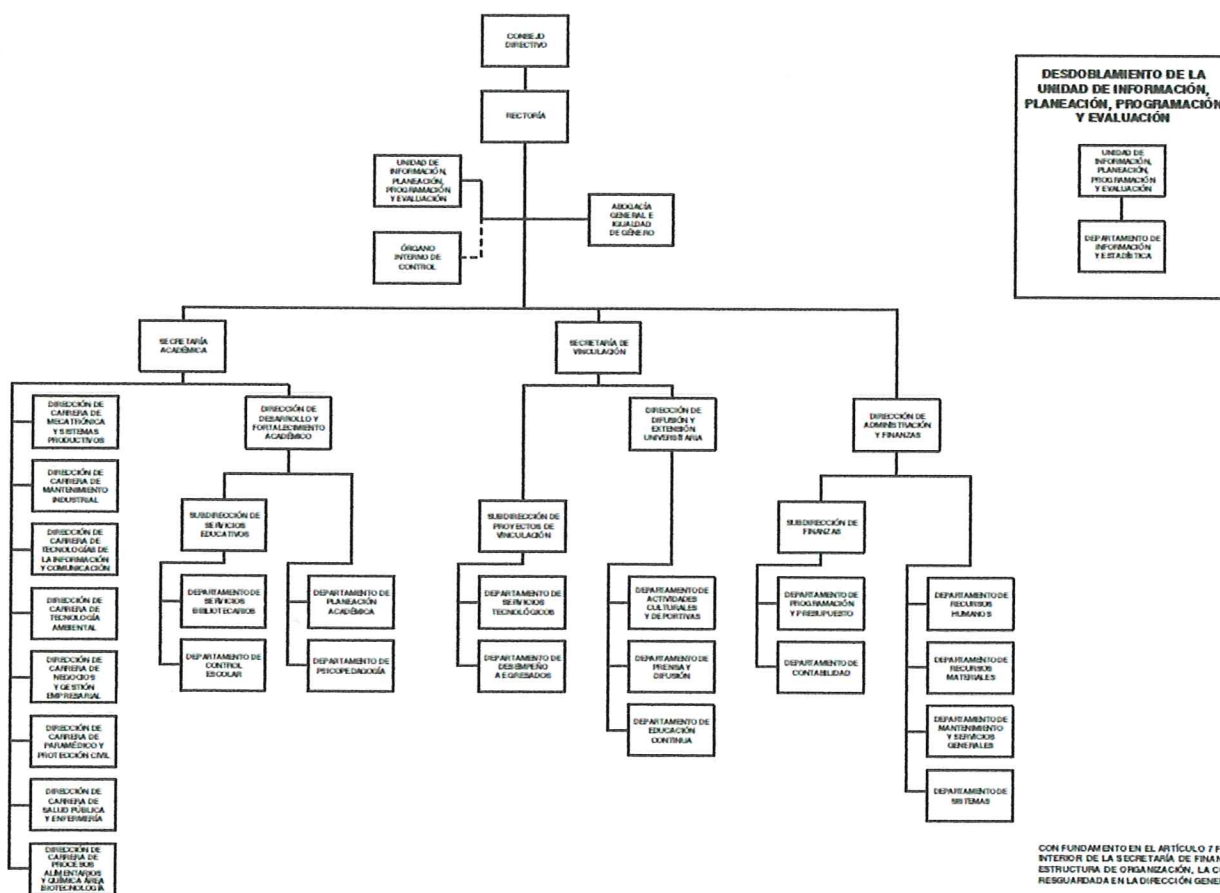 CONSEJO
DIRECTIVO
RECTORÍA
UNIDAD DE
INFORMACIÓN,
PLANEACIÓN,
PROGRAMACIÓN
Y EVALUACIÓN
ABOGACÍA
GENERAL E
IGUALDAD
DE GÉNERO
ÓRGANO
INTERNO DE
CONTROL
DESDOBLAMIENTO DE LA
UNIDAD DE INFORMACIÓN,
PLANEACIÓN, PROGRAMACIÓN
Y EVALUACIÓN
UNIDAD DE
INFORMACIÓN,
PLANEACIÓN,
PROGRAMACIÓN
Y EVALUACIÓN
DEPARTAMENTO DE
INFORMACIÓN
Y ESTADÍSTICA
SECRETARÍA
ACADÉMICA
SECRETARÍA DE
VINCULACIÓN
DIRECCIÓN DE
CARRERA DE
MECATRÓNICA
Y SISTEMAS
PRODUCTIVOS
DIRECCIÓN DE
CARRERA DE
MANTENIMIENTO
INDUSTRIAL
DIRECCIÓN DE
CARRERA DE
TECNOLOGÍAS DE
LA INFORMACIÓN
Y COMUNICACIÓN
DIRECCIÓN DE
CARRERA DE
TECNOLOGÍA
AMBIENTAL
DIRECCIÓN DE
CARRERA DE
NEGOCIOS
Y GESTIÓN
EMPRESARIAL
DIRECCIÓN DE
CARRERA DE
PARAMÉDICO Y
PROTECCIÓN CIVIL
DIRECCIÓN DE
CARRERA DE
SALUD PÚBLICA
Y ENFERMERÍA
DIRECCIÓN DE
CARRERA DE
PROCESOS
ALIMENTARIOS
Y QUÍMICA ÁREA
BIOTECNOLOGÍA
DIRECCIÓN DE
DESARROLLO Y
FORTALECIMIENTO
ACADÉMICO
SUBDIRECCIÓN DE
SERVICIOS
EDUCATIVOS
DEPARTAMENTO DE
SERVICIOS
BIBLIOTECARIOS
DEPARTAMENTO DE
CONTROL
ESCOLAR
DEPARTAMENTO DE
PLANEACIÓN
ACADÉMICA
DEPARTAMENTO DE
PSICOPEDAGOGÍA
SUBDIRECCIÓN DE
PROYECTOS DE
VINCULACIÓN
DEPARTAMENTO DE
SERVICIOS
TECNOLÓGICOS
DEPARTAMENTO DE
DESEMPEÑO
A EGRESADOS
DIRECCIÓN DE
DIFUSIÓN Y
EXTENSIÓN
UNIVERSITARIA
DEPARTAMENTO DE
ACTIVIDADES
CULTURALES
Y DEPORTIVAS
DEPARTAMENTO DE
PRENSA Y
DIFUSIÓN
DEPARTAMENTO DE
EDUCACIÓN
CONTINUA
DIRECCIÓN DE
ADMINISTRACIÓN
Y FINANZAS
SUBDIRECCIÓN DE
FINANZAS
DEPARTAMENTO DE
PROGRAMACIÓN
Y PRESUPUESTO
DEPARTAMENTO DE
CONTABILIDAD
DEPARTAMENTO DE
RECURSOS
HUMANOS
DEPARTAMENTO DE
RECURSOS
MATERIALES
DEPARTAMENTO DE
MANTENIMIENTO
Y SERVICIOS
GENERALES
DEPARTAMENTO DE
SISTEMAS
CON FUNDAMENTO EN EL ARTÍCULO 7 F
INTERIOR DE LA SECRETARÍA DE FINAN
ESTRUCTURA DE ORGANIZACIÓN, LA C
RESGUARDADA EN LA DIRECCIÓN GENE